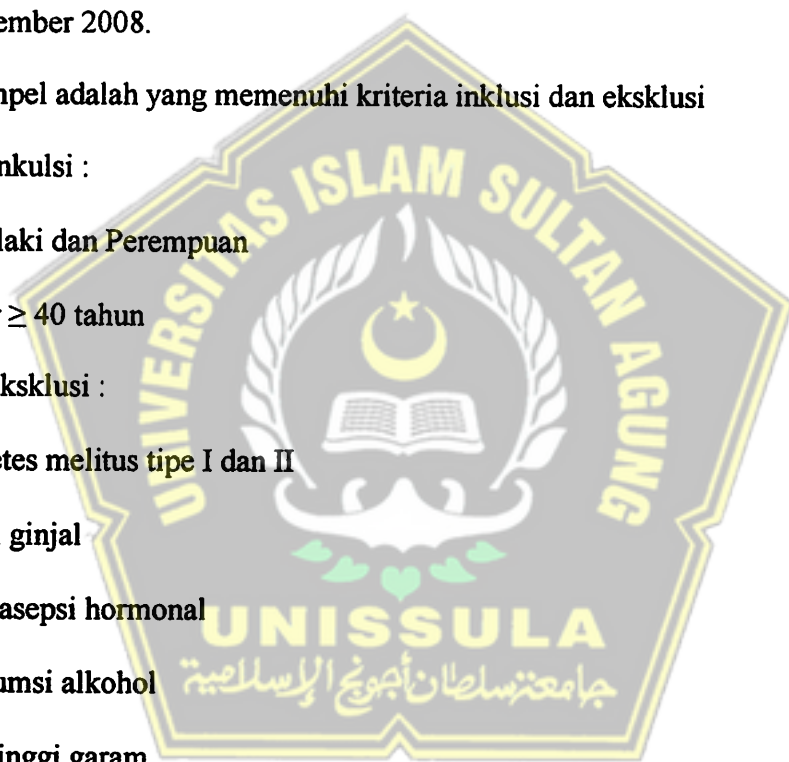 ember 2008.
npel adalah yang memenuhi kriteria inklusi dan eksklusi
nkulsi :
laki dan Perempuan
≥ 40 tahun
ksklusi :
etes melitus tipe I dan II
ginjal
asepsi hormonal
umsi alkohol
inggi garam
UNIVERSITAS ISLAM SULTAN AGUNG
UNISSULA
جامعة سلطان أجونج الإسلامية